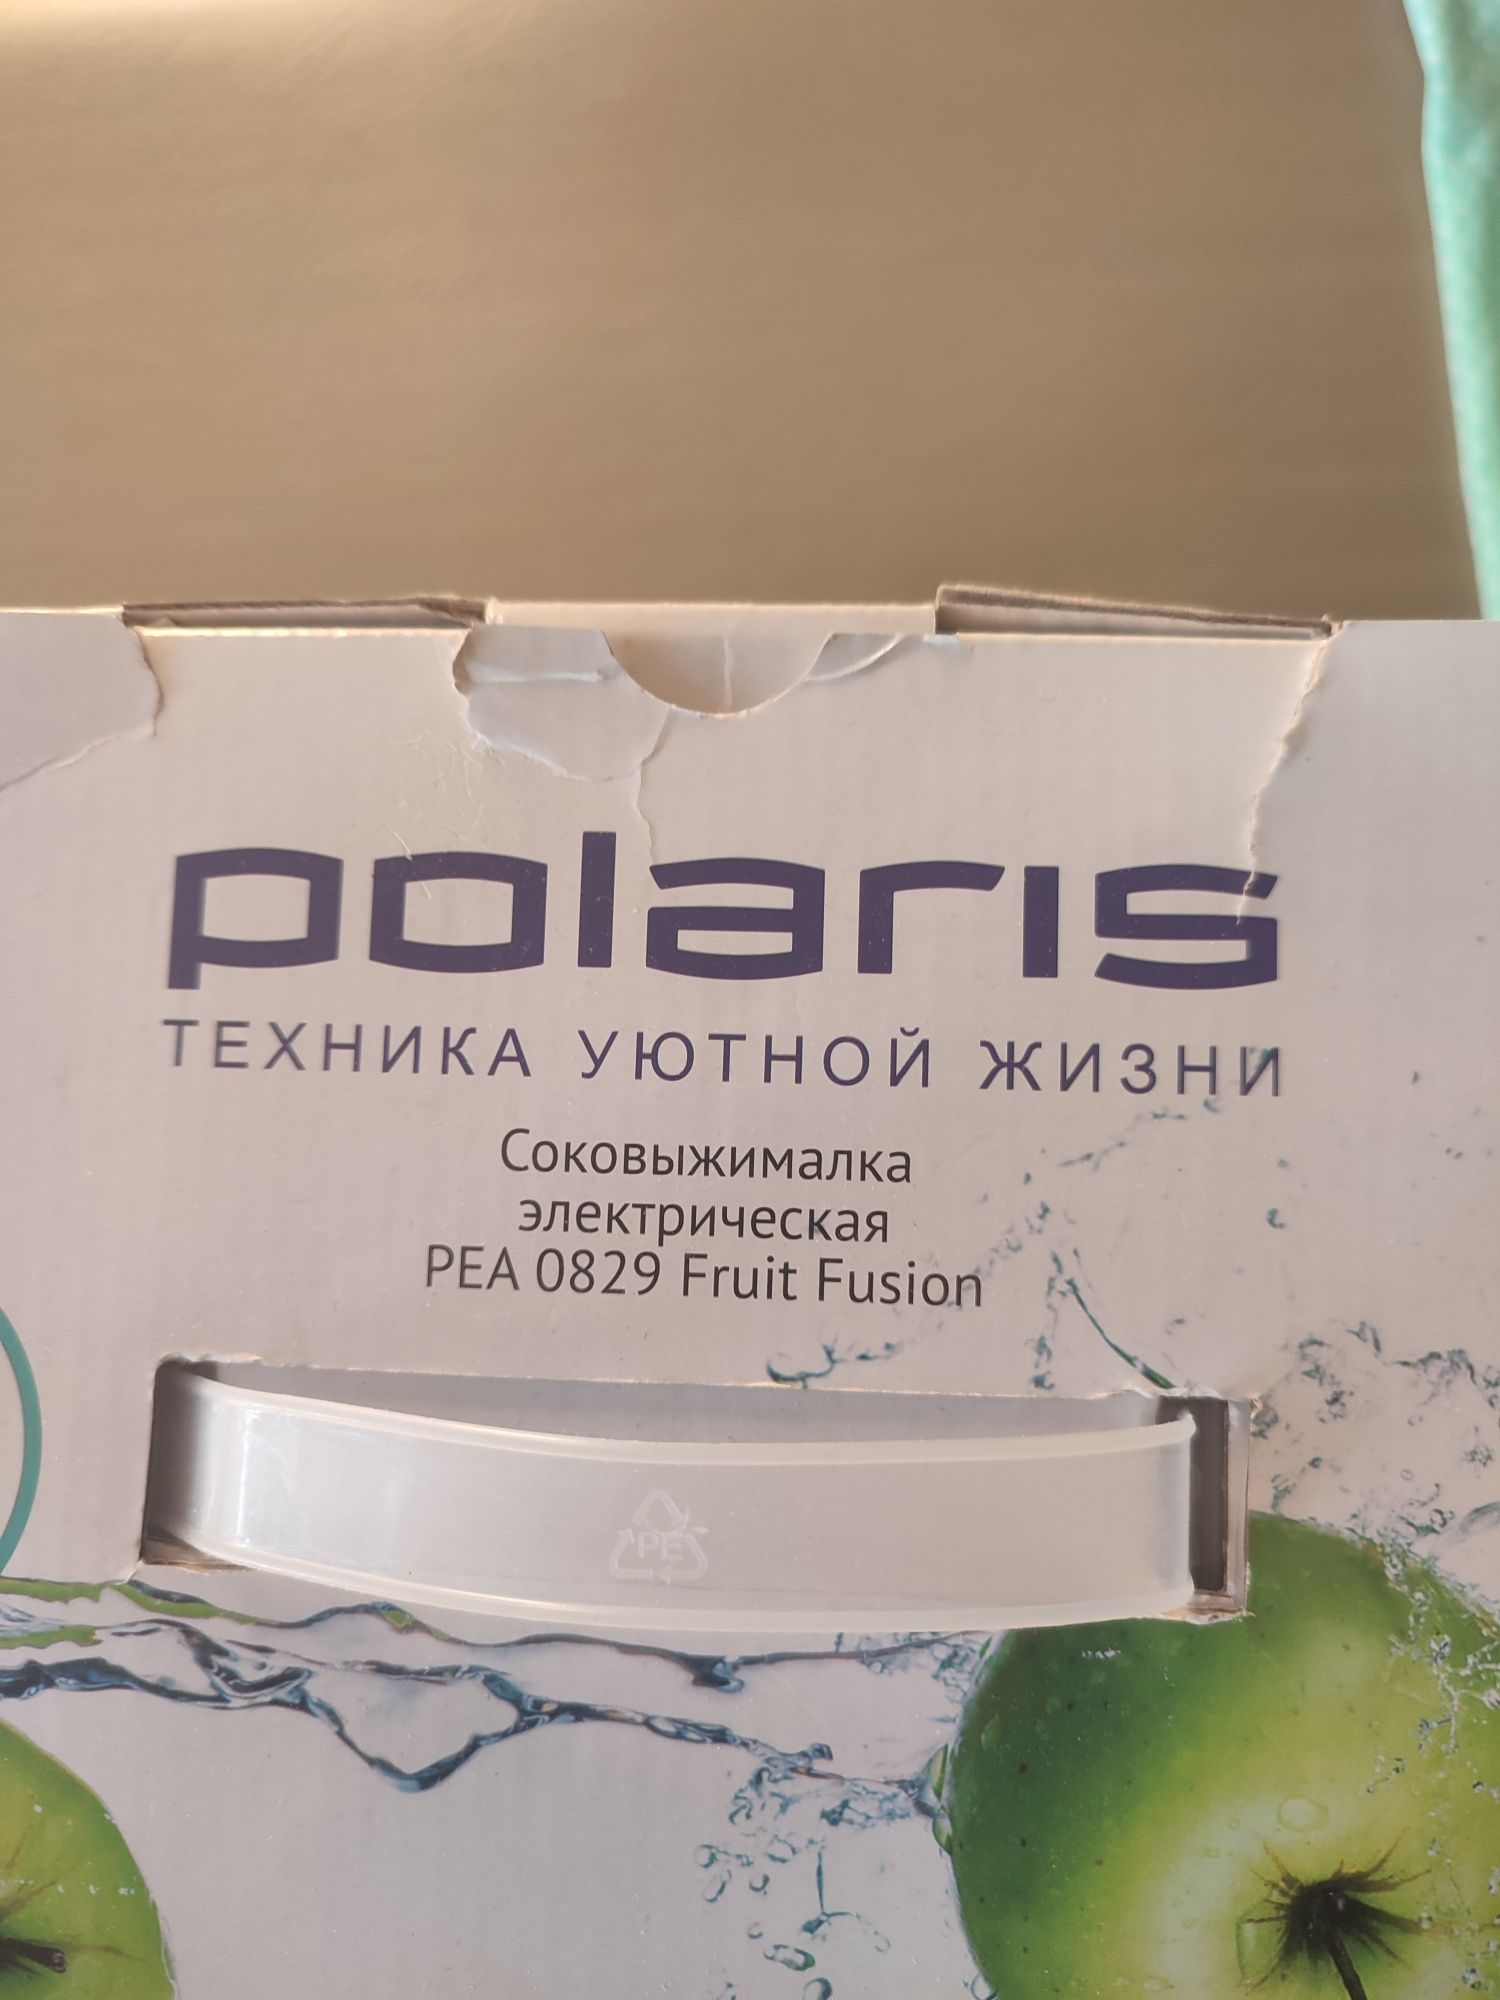 polaris
ТЕХНИКА УЮТНОЙ ЖИЗНИ
Соковыжималка
электрическая
PEA 0829 Fruit Fusion
PE